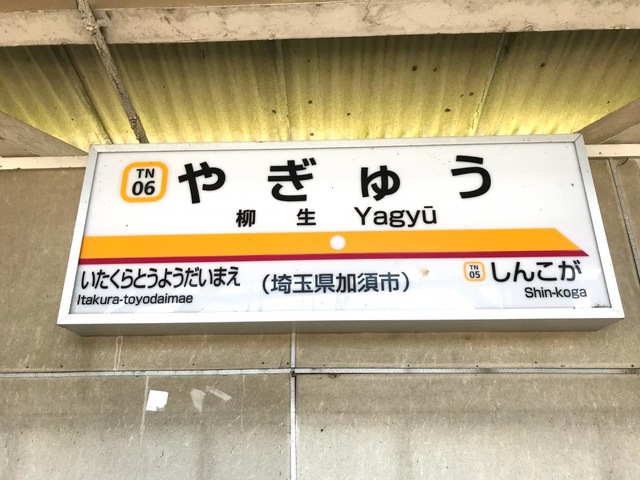 TN
06
やぎゅう
柳生 Yagyū
いたくらとうようだいまえ
Itakura-toyodaimae
(埼玉県加須市)
TN
05
しんこが
Shin-koga